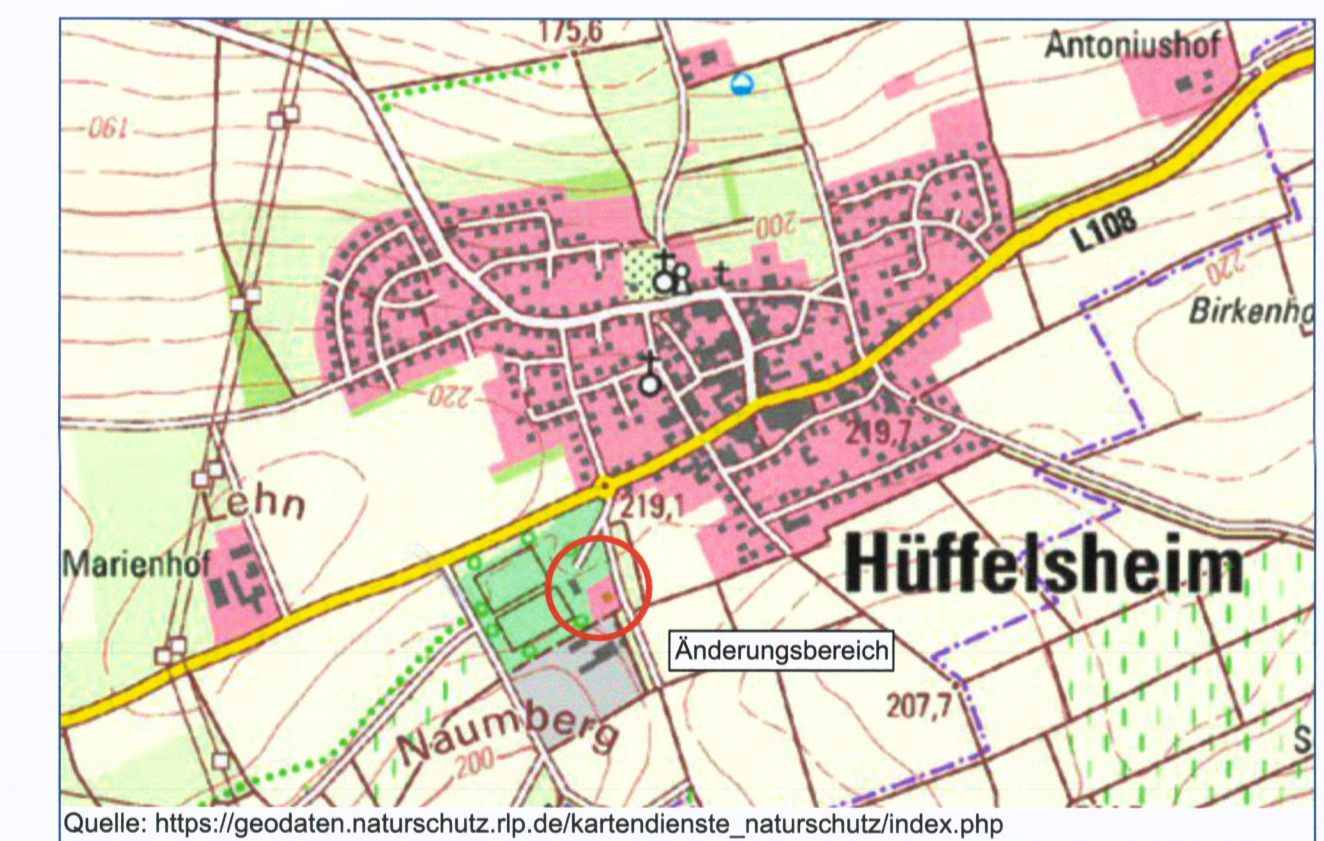 175,6
Antoniushof
190
200
L108
220
Birkenho
220
219,7
219,1
Lehn
Marienhof
Hüffelsheim
Änderungsbereich
207,7
Naumberg
200
S
Quelle: https://geodaten.naturschutz.rlp.de/kartendienste_naturschutz/index.php